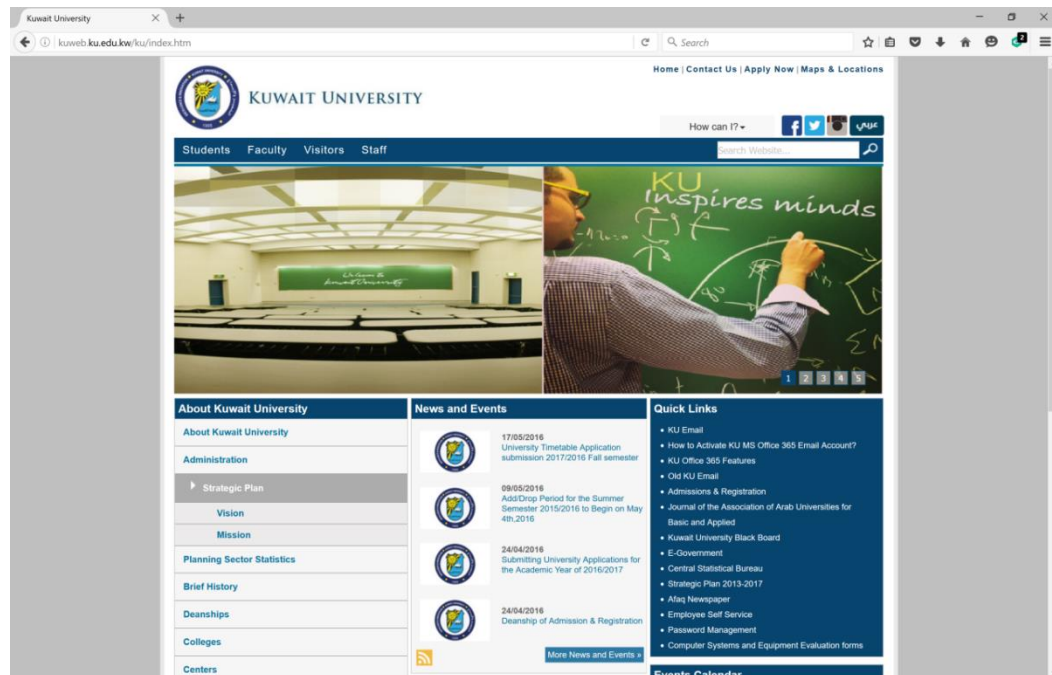 Kuwait University
kuweb.ku.edu.kw/ku/index.htm
Search
2
Home | Contact Us | Apply Now | Maps & Locations
KUWAIT UNIVERSITY
How can I?
عربي
Students Faculty Visitors Staff
Search Website...
Welcome to
Kuwait University
KU
Inspires minds
1 2 3 4 5
About Kuwait University
About Kuwait University
Administration
Strategic Plan
Vision
Mission
Planning Sector Statistics
Brief History
Deanships
Colleges
Centers
News and Events
17/05/2016
University Timetable Application
submission 2017/2016 Fall semester
09/05/2016
Add/Drop Period for the Summer
Semester 2015/2016 to Begin on May
4th,2016
24/04/2016
Submitting University Applications for
the Academic Year of 2016/2017
24/04/2016
Deanship of Admission & Registration
More News and Events »
Quick Links
• KU Email
• How to Activate KU MS Office 365 Email Account?
• KU Office 365 Features
• Old KU Email
• Admissions & Registration
• Journal of the Association of Arab Universities for
Basic and Applied
• Kuwait University Black Board
• E-Government
• Central Statistical Bureau
• Strategic Plan 2013-2017
• Afaq Newspaper
• Employee Self Service
• Password Management
• Computer Systems and Equipment Evaluation forms
Events Calendar